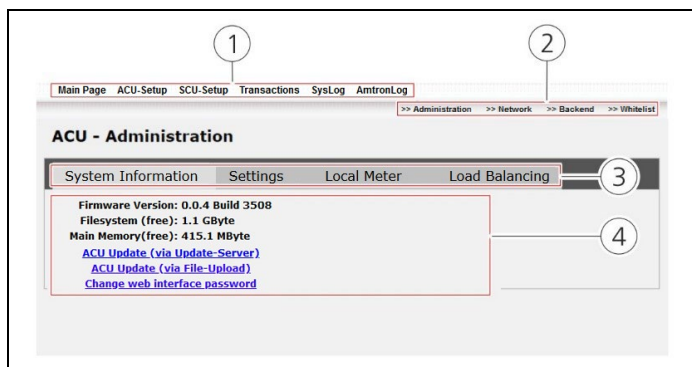 1
2
Main Page ACU-Setup SCU-Setup Transactions SysLog AmtronLog
>> Administration >> Network >> Backend >> Whitelist
ACU - Administration
System Information Settings Local Meter Load Balancing
3
Firmware Version: 0.0.4 Build 3508
Filesystem (free): 1.1 GByte
Main Memory(free): 415.1 MByte
4
ACU Update (via Update-Server)
ACU Update (via File-Upload)
Change web interface password